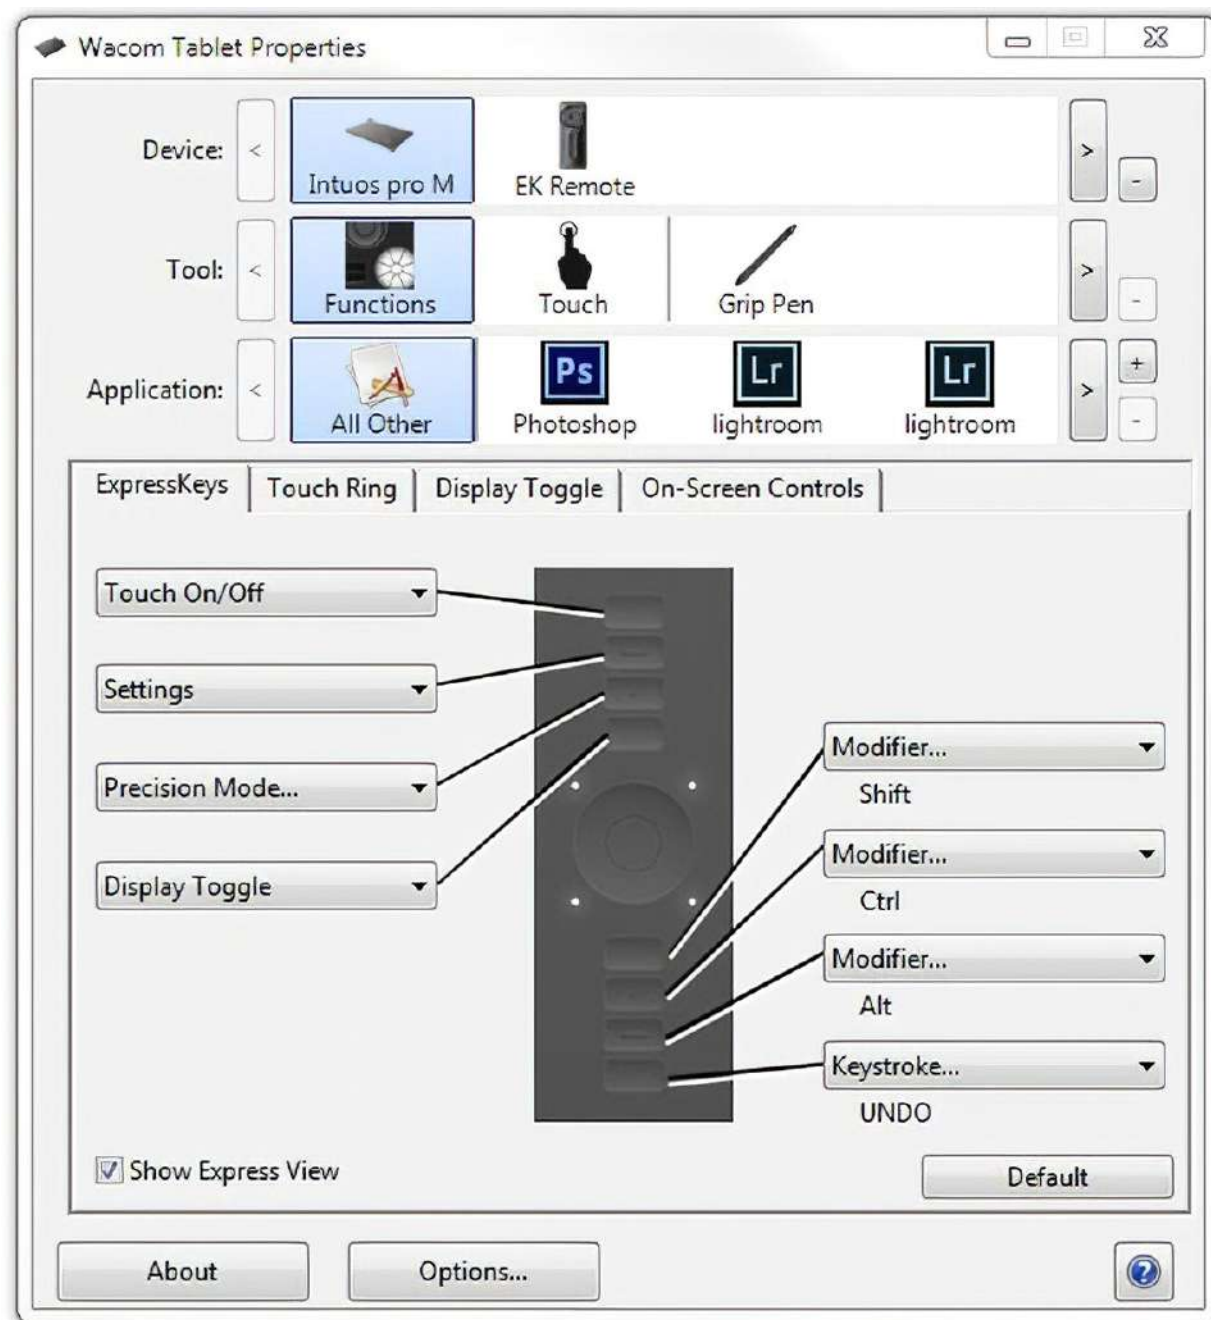 Wacom Tablet Properties
Device:
<
Intuos pro M
EK Remote
>
-
Tool:
<
Functions
Touch
Grip Pen
>
-
Application:
<
All Other
Ps
Photoshop
Lr
lightroom
Lr
lightroom
>
+
-
ExpressKeys
Touch Ring
Display Toggle
On-Screen Controls
Touch On/Off
Settings
Precision Mode...
Display Toggle
Modifier...
Shift
Modifier...
Ctrl
Modifier...
Alt
Keystroke...
UNDO
Show Express View
Default
About
Options...
?